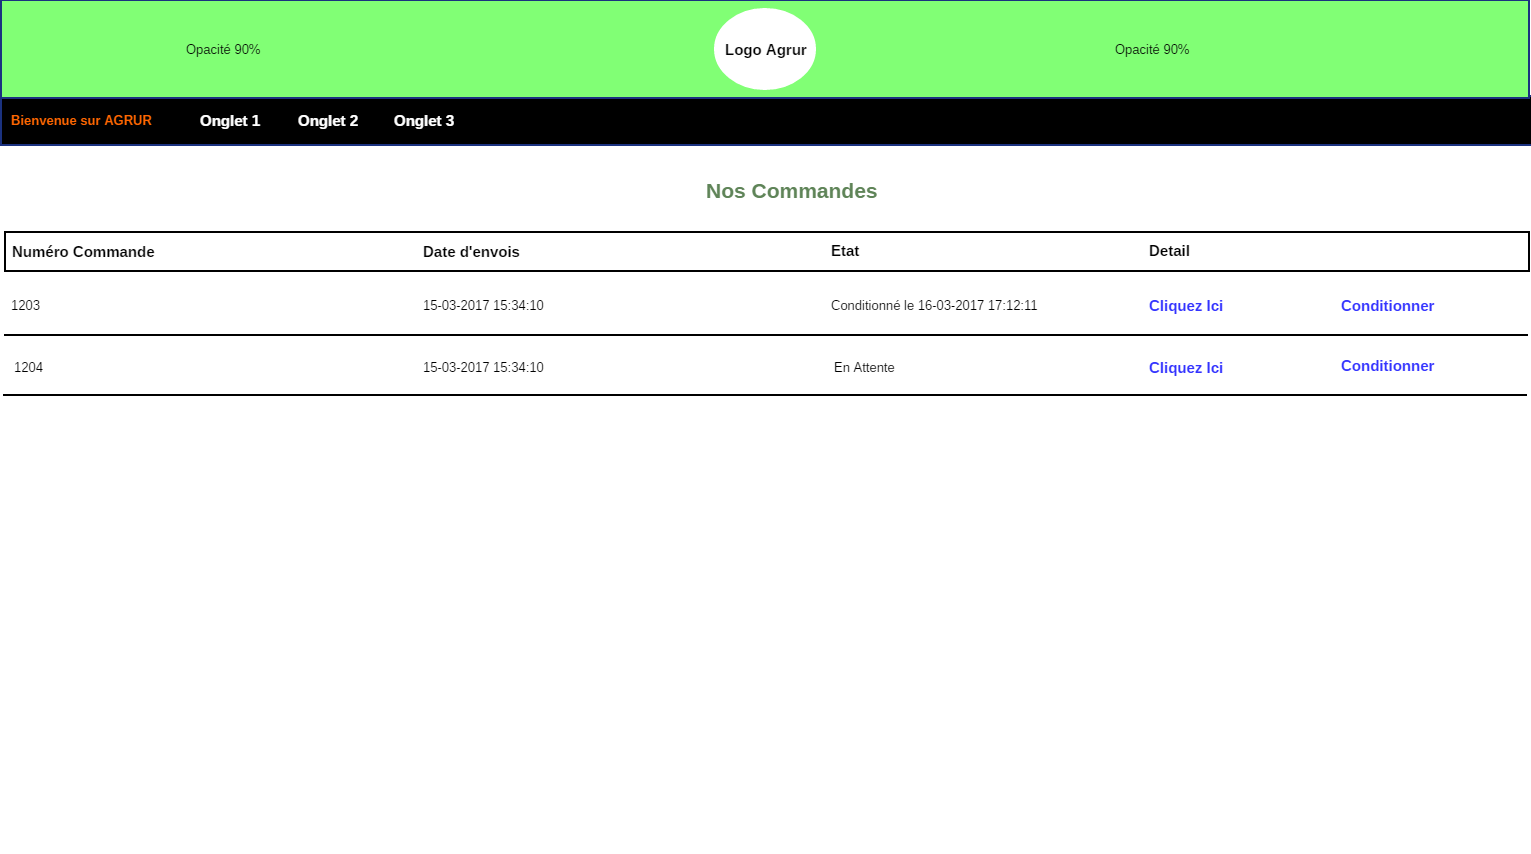 Opacité 90% Logo Agrur Opacité 90%
Bienvenue sur AGRUR Onglet 1 Onglet 2 Onglet 3
Nos Commandes
Numéro Commande Date d'envois Etat Detail
1203 15-03-2017 15:34:10 Conditionné le 16-03-2017 17:12:11 Cliquez Ici Conditionner
1204 15-03-2017 15:34:10 En Attente Cliquez Ici Conditionner